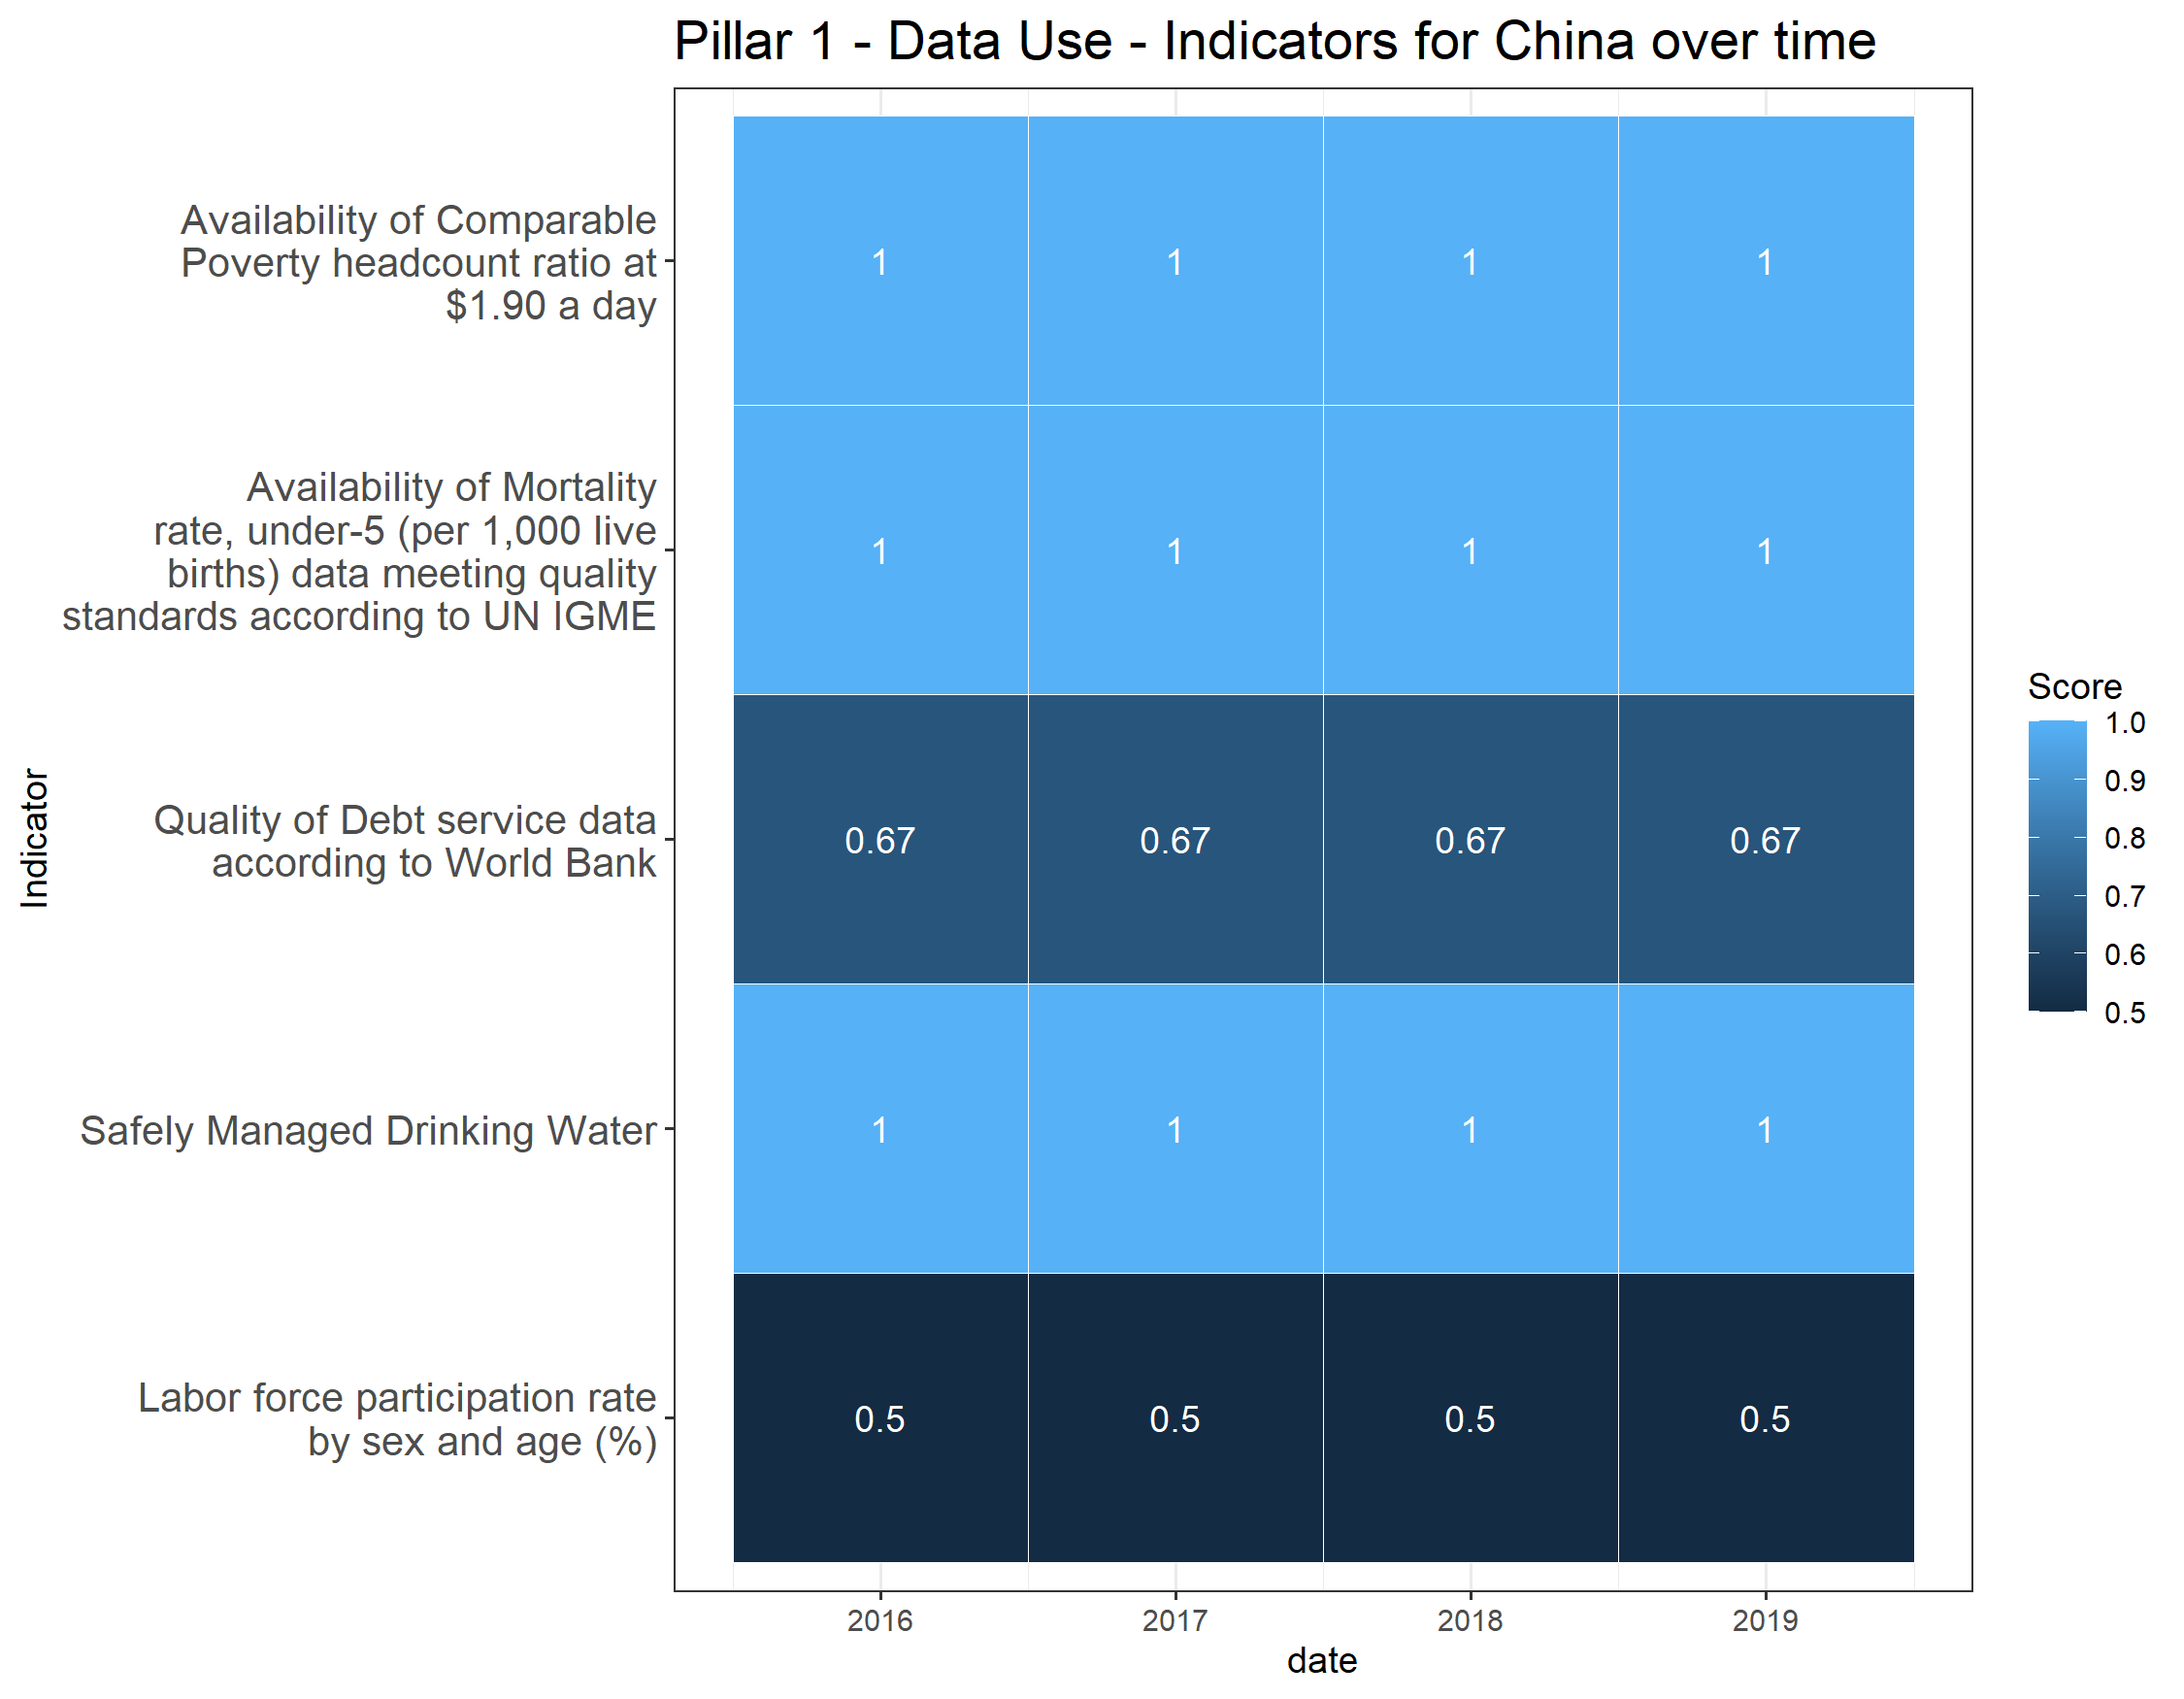 Pillar 1 - Data Use - Indicators for China over time
Indicator
Availability of Comparable
Poverty headcount ratio at
$1.90 a day
1 1 1 1
Availability of Mortality
rate, under-5 (per 1,000 live
births) data meeting quality
standards according to UN IGME
1 1 1 1
Quality of Debt service data
according to World Bank
0.67 0.67 0.67 0.67
Safely Managed Drinking Water
1 1 1 1
Labor force participation rate
by sex and age (%)
0.5 0.5 0.5 0.5
2016 2017 2018 2019
date
Score
1.0
0.9
0.8
0.7
0.6
0.5